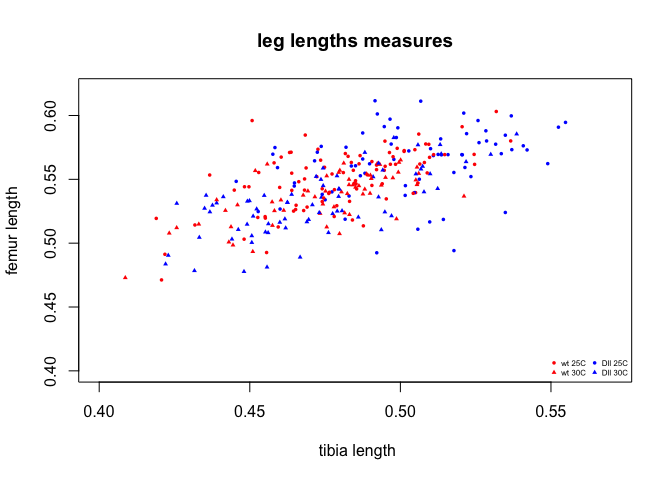 leg lengths measures
femur length
0.60
0.55
0.50
0.45
0.40
0.40 0.45 0.50 0.55
tibia length
wt 25C Dll 25C
wt 30C Dll 30C